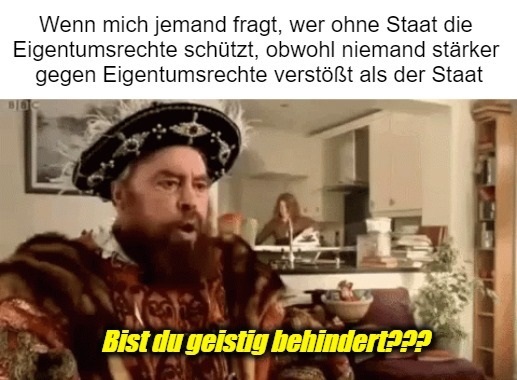 Wenn mich jemand fragt, wer ohne Staat die
Eigentumsrechte schützt, obwohl niemand stärker
gegen Eigentumsrechte verstößt als der Staat
BBC
Bist du geistig behindert???